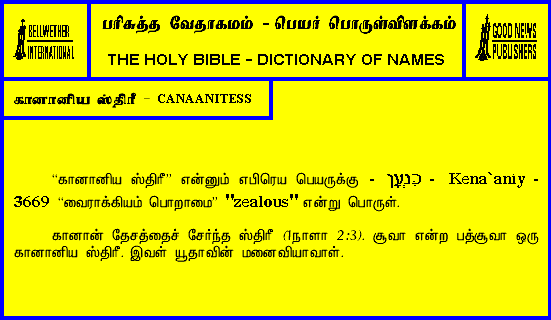 BELLWETHER
INTERNATIONAL
பரிசுத்த வேதாகமம் - பெயர் பொருள்விளக்கம்
THE HOLY BIBLE - DICTIONARY OF NAMES
GOOD NEWS
PUBLISHERS
கானானிய ஸ்திரீ - CANAANITESS
“கானானிய ஸ்திரீ” என்னும் எபிரெய பெயருக்கு - כְּנַעַן - Kena`aniy -
3669 “வைராக்கியம் பொறாமை” "zealous" என்று பொருள்.
கானான் தேசத்தைச் சேர்ந்த ஸ்திரீ (1நாளா 2:3). சூவா என்ற பத்சூவா ஒரு
கானானிய ஸ்திரீ. இவள் யூதாவின் மனைவியாவாள்.